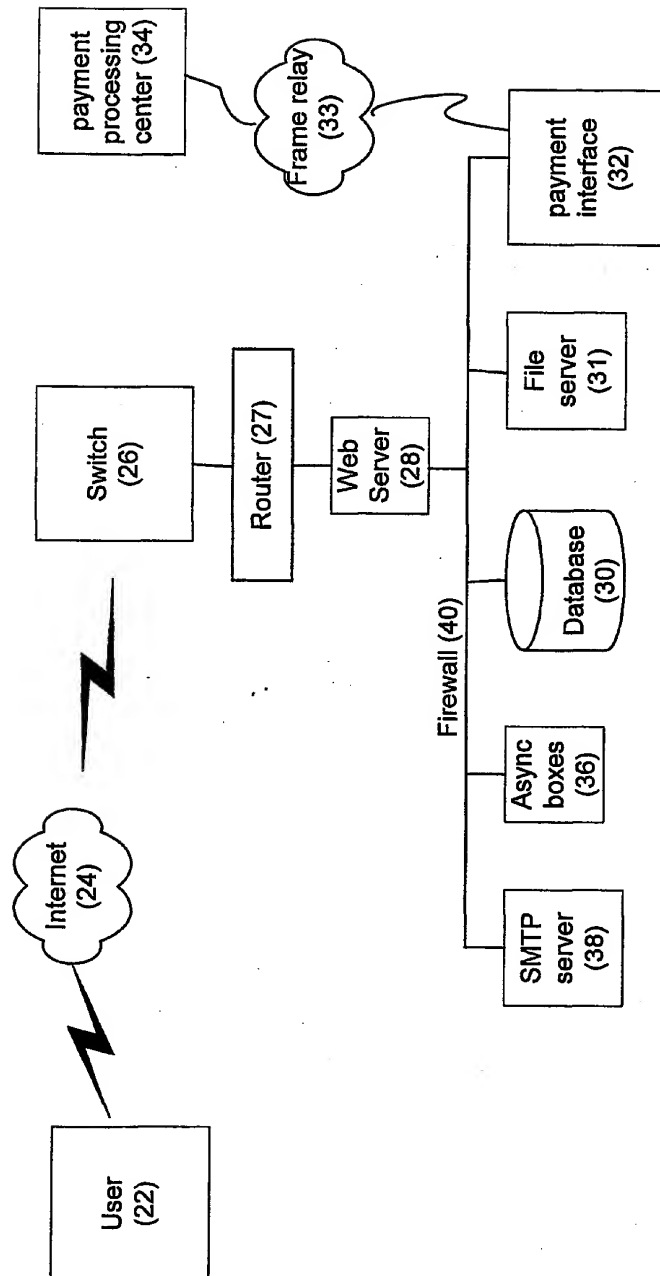 User
(22)
Internet
(24)
Switch
(26)
Router (27)
Web
Server
(28)
payment
processing
center (34)
Frame relay
(33)
Firewall (40)
SMTP
server
(38)
Async
boxes
(36)
Database
(30)
File
server
(31)
payment
interface
(32)